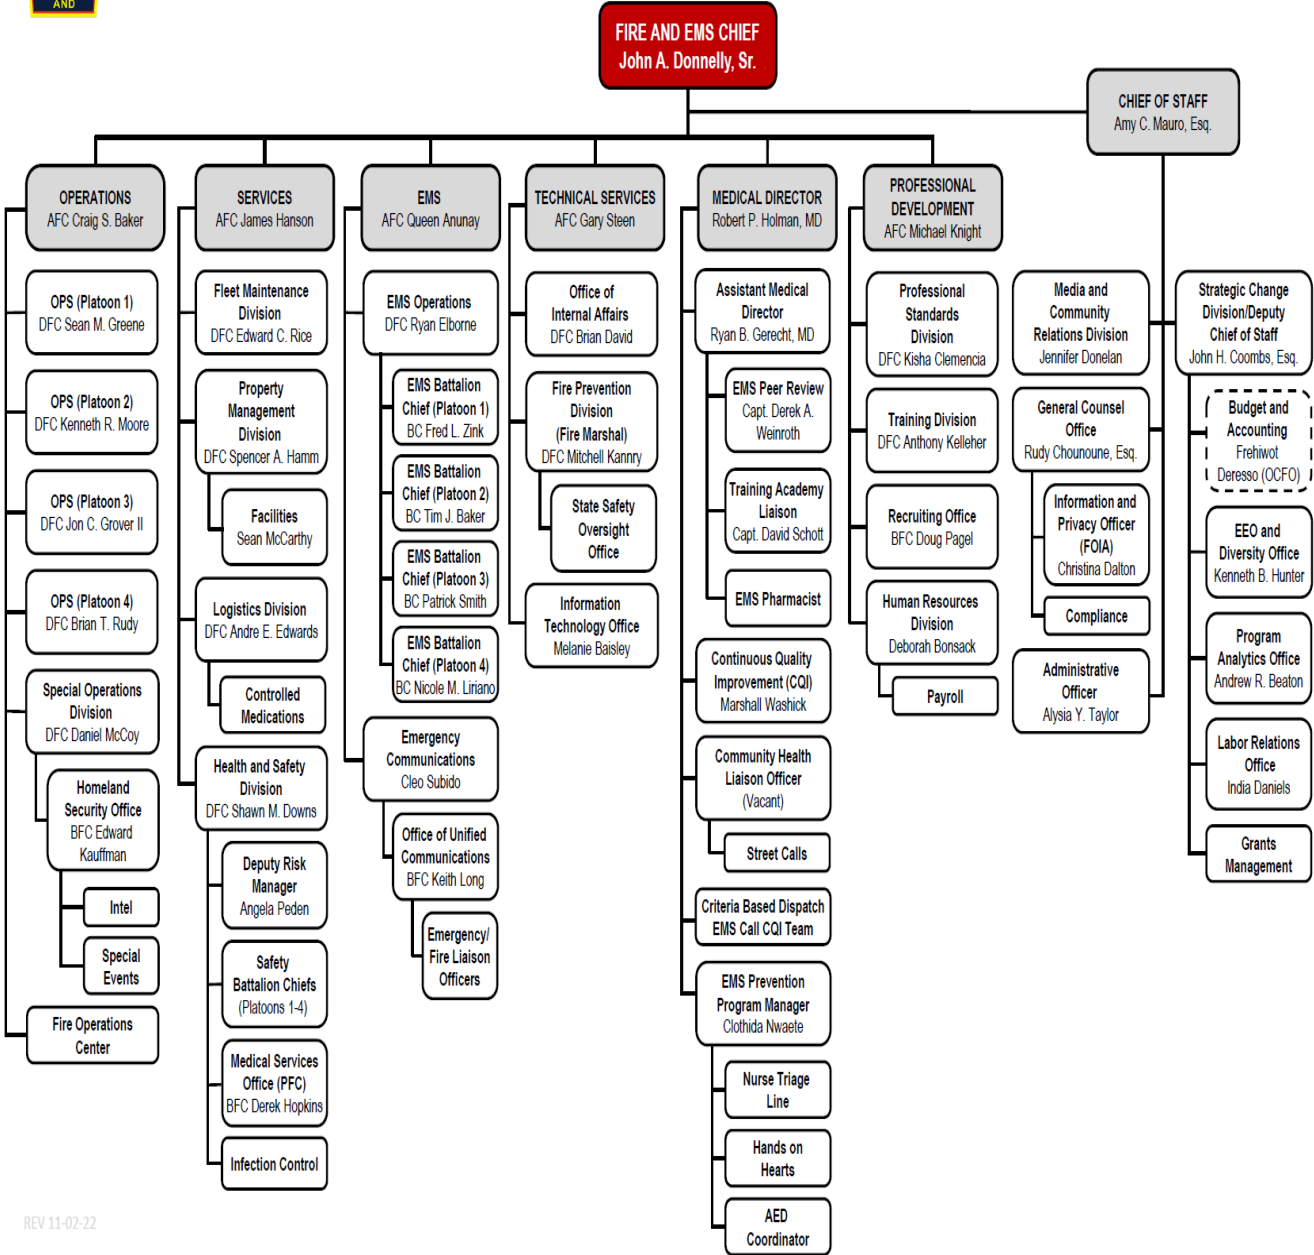 AND
FIRE AND EMS CHIEF
John A. Donnelly, Sr.
CHIEF OF STAFF
Amy C. Mauro, Esq.
OPERATIONS
AFC Craig S. Baker
OPS (Platoon 1)
DFC Sean M. Greene
OPS (Platoon 2)
DFC Kenneth R. Moore
OPS (Platoon 3)
DFC Jon C. Grover II
OPS (Platoon 4)
DFC Brian T. Rudy
Special Operations
Division
DFC Daniel McCoy
Homeland
Security Office
BFC Edward
Kauffman
Intel
Special
Events
Fire Operations
Center
SERVICES
AFC James Hanson
Fleet Maintenance
Division
DFC Edward C. Rice
Property
Management
Division
DFC Spencer A. Hamm
Facilities
Sean McCarthy
Logistics Division
DFC Andre E. Edwards
Controlled
Medications
Health and Safety
Division
DFC Shawn M. Downs
Deputy Risk
Manager
Angela Peden
Safety
Battalion Chiefs
(Platoons 1-4)
Medical Services
Office (PFC)
BFC Derek Hopkins
Infection Control
EMS
AFC Queen Anunay
EMS Operations
DFC Ryan Elborne
EMS Battalion
Chief (Platoon 1)
BC Fred L. Zink
EMS Battalion
Chief (Platoon 2)
BC Tim J. Baker
EMS Battalion
Chief (Platoon 3)
BC Patrick Smith
EMS Battalion
Chief (Platoon 4)
BC Nicole M. Liriano
Emergency
Communications
Cleo Subido
Office of Unified
Communications
BFC Keith Long
Emergency/
Fire Liaison
Officers
TECHNICAL SERVICES
AFC Gary Steen
Office of
Internal Affairs
DFC Brian David
Fire Prevention
Division
(Fire Marshal)
DFC Mitchell Kannry
State Safety
Oversight
Office
Information
Technology Office
Melanie Baisley
MEDICAL DIRECTOR
Robert P. Holman, MD
Assistant Medical
Director
Ryan B. Gerecht, MD
EMS Peer Review
Capt. Derek A.
Weinroth
Training Academy
Liaison
Capt. David Schott
EMS Pharmacist
Continuous Quality
Improvement (CQI)
Marshall Washick
Community Health
Liaison Officer
(Vacant)
Street Calls
Criteria Based Dispatch
EMS Call CQI Team
EMS Prevention
Program Manager
Clothida Nwaete
Nurse Triage
Line
Hands on
Hearts
AED
Coordinator
PROFESSIONAL
DEVELOPMENT
AFC Michael Knight
Professional
Standards
Division
DFC Kisha Clemencia
Training Division
DFC Anthony Kelleher
Recruiting Office
BFC Doug Pagel
Human Resources
Division
Deborah Bonsack
Payroll
Media and
Community
Relations Division
Jennifer Donelan
General Counsel
Office
Rudy Chounoune, Esq.
Information and
Privacy Officer
(FOIA)
Christina Dalton
Compliance
Administrative
Officer
Alysia Y. Taylor
Strategic Change
Division/Deputy
Chief of Staff
John H. Coombs, Esq.
Budget and
Accounting
Frehiwot
Deresso (OCFO)
EEO and
Diversity Office
Kenneth B. Hunter
Program
Analytics Office
Andrew R. Beaton
Labor Relations
Office
India Daniels
Grants
Management
REV 11-02-22